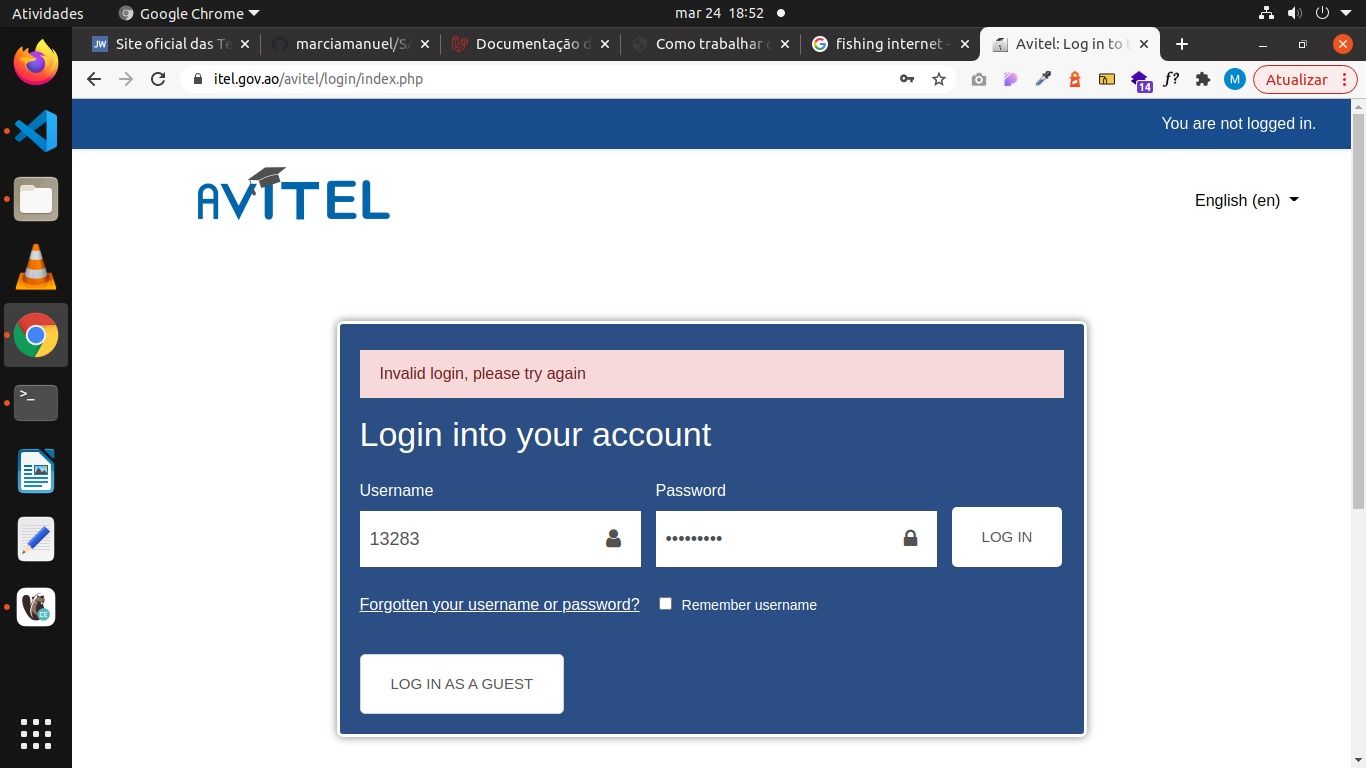 Atividades
Google Chrome
mar 24 18:52
Site oficial das Te
marciamanuel/SA
Documentação d
Como trabalhar
fishing internet -
Avitel: Log in to t
itel.gov.ao/avitel/login/index.php
14
f?
M
Atualizar
You are not logged in.
AVITEL
English (en)
Invalid login, please try again
Login into your account
Username
Password
13283
•••••••••
LOG IN
Forgotten your username or password?
Remember username
LOG IN AS A GUEST
JW
>_
CE